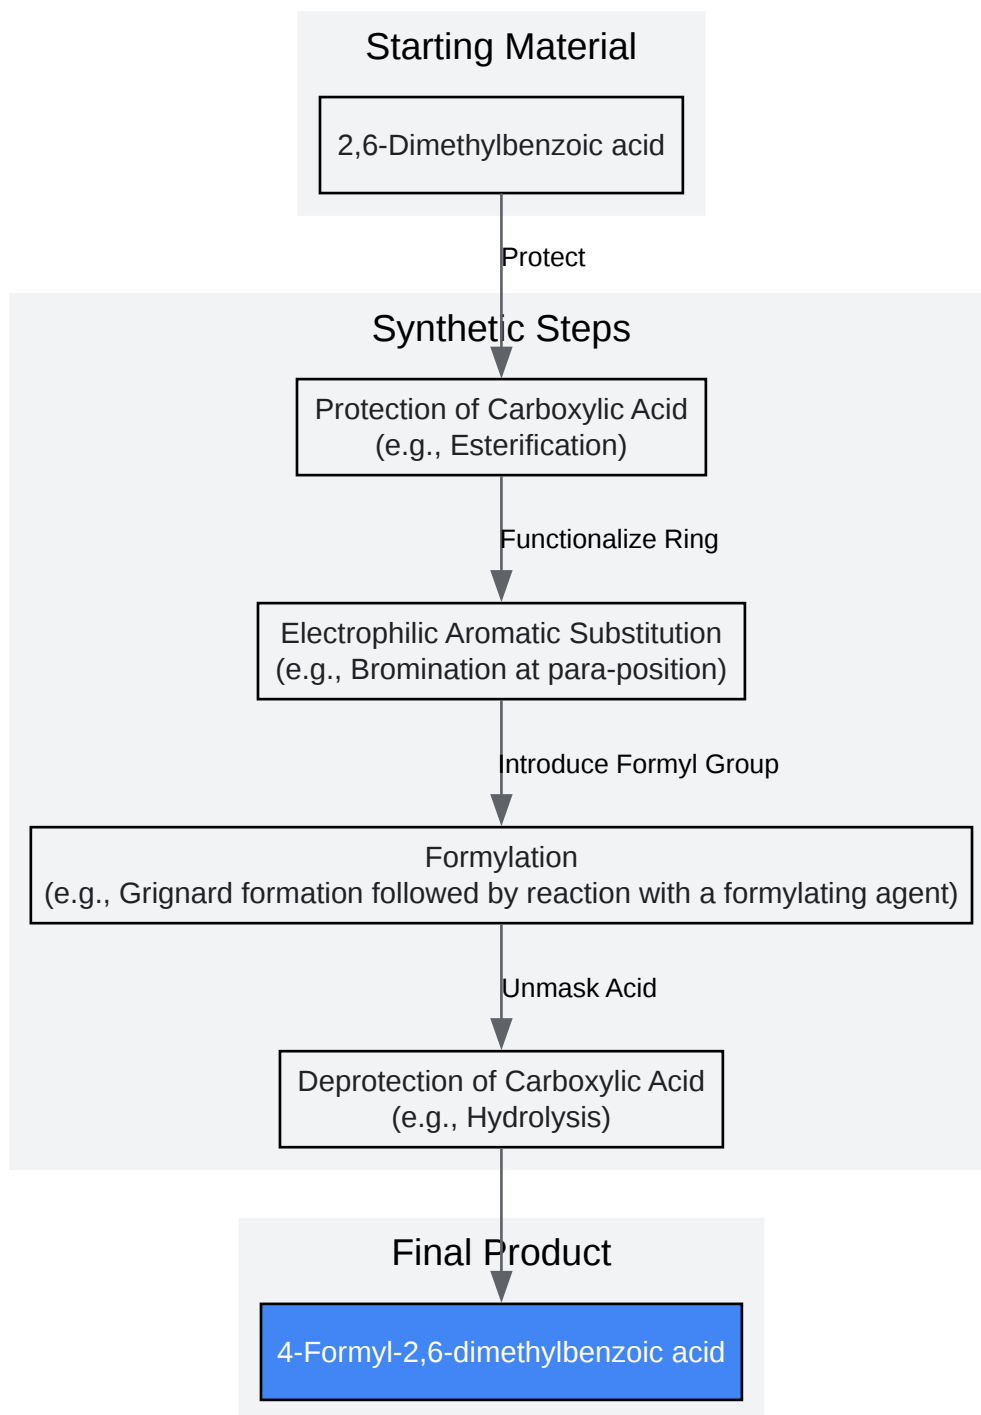 Starting Material
2,6-Dimethylbenzoic acid
Protect
Synthetic Steps
Protection of Carboxylic Acid
(e.g., Esterification)
Functionalize Ring
Electrophilic Aromatic Substitution
(e.g., Bromination at para-position)
Introduce Formyl Group
Formylation
(e.g., Grignard formation followed by reaction with a formylating agent)
Unmask Acid
Deprotection of Carboxylic Acid
(e.g., Hydrolysis)
Final Product
4-Formyl-2,6-dimethylbenzoic acid